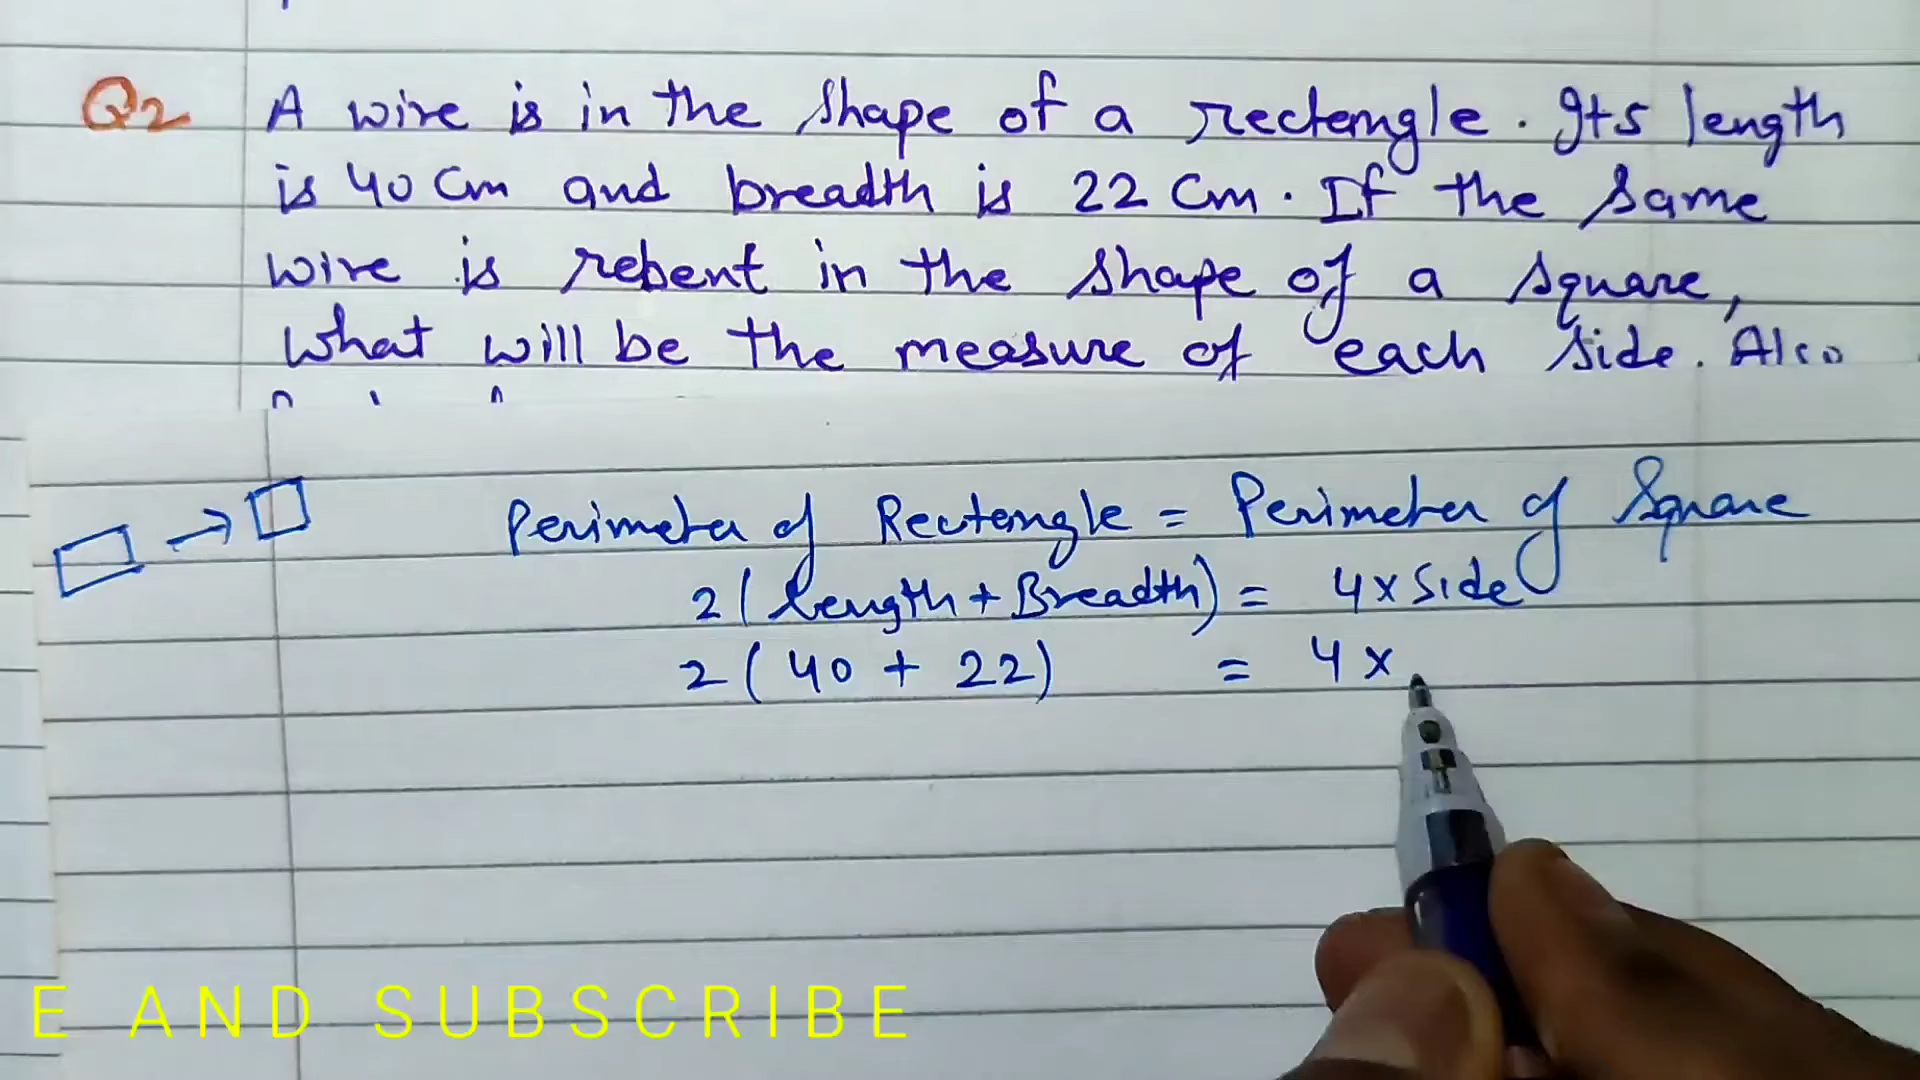 Q2 A wire is in the shape of a rectengle. Its length
is 40 cm and breadth is 22 cm. If the same
wire is rebent in the shape of a square,
what will be the measure of each side. Also
Perimeter of Rectengle = Perimeter of Square
2(Length + Breadth) = 4 x Side
2(40 + 22) = 4 x
E AND SUBSCRIBE